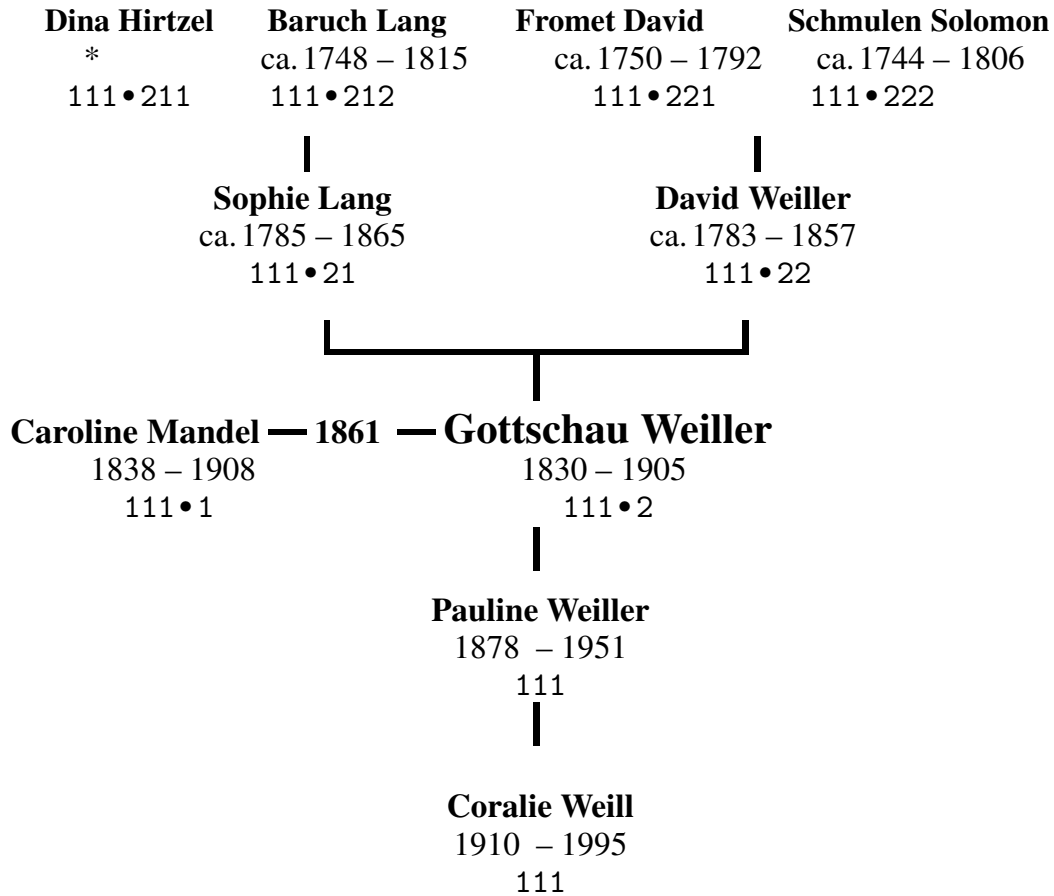 Dina Hirtzel Baruch Lang Fromet David Schmulen Solomon
* ca. 1748 – 1815 ca. 1750 – 1792 ca. 1744 – 1806
111•211 111•212 111•221 111•222
Sophie Lang David Weiller
ca. 1785 – 1865 ca. 1783 – 1857
111•21 111•22
Caroline Mandel — 1861 — Gottschau Weiller
1838 – 1908 1830 – 1905
111•1 111•2
Pauline Weiller
1878 – 1951
111
Coralie Weill
1910 – 1995
111